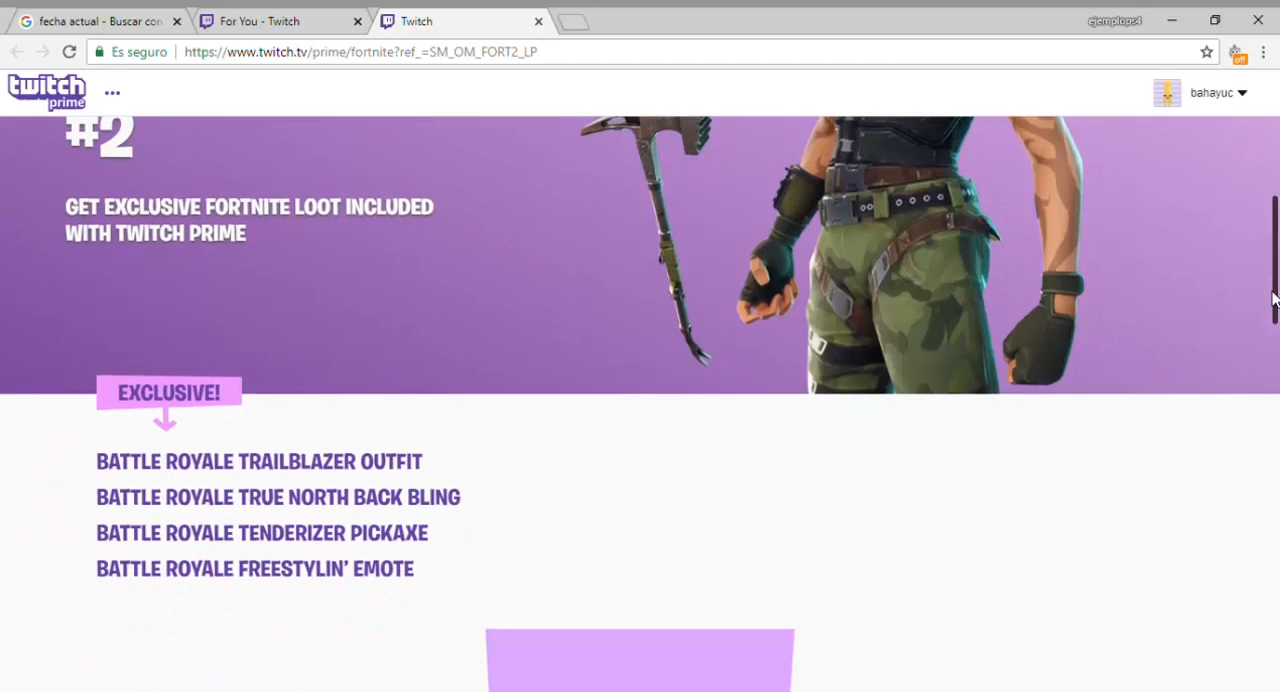 fecha actual - Buscar con
For You - Twitch
Twitch
ejemplops4
Es seguro
https://www.twitch.tv/prime/fortnite?ref_=SM_OM_FORT2_LP
off
twitch
prime
bahayuc
#2
GET EXCLUSIVE FORTNITE LOOT INCLUDED
WITH TWITCH PRIME
EXCLUSIVE!
BATTLE ROYALE TRAILBLAZER OUTFIT
BATTLE ROYALE TRUE NORTH BACK BLING
BATTLE ROYALE TENDERIZER PICKAXE
BATTLE ROYALE FREESTYLIN' EMOTE